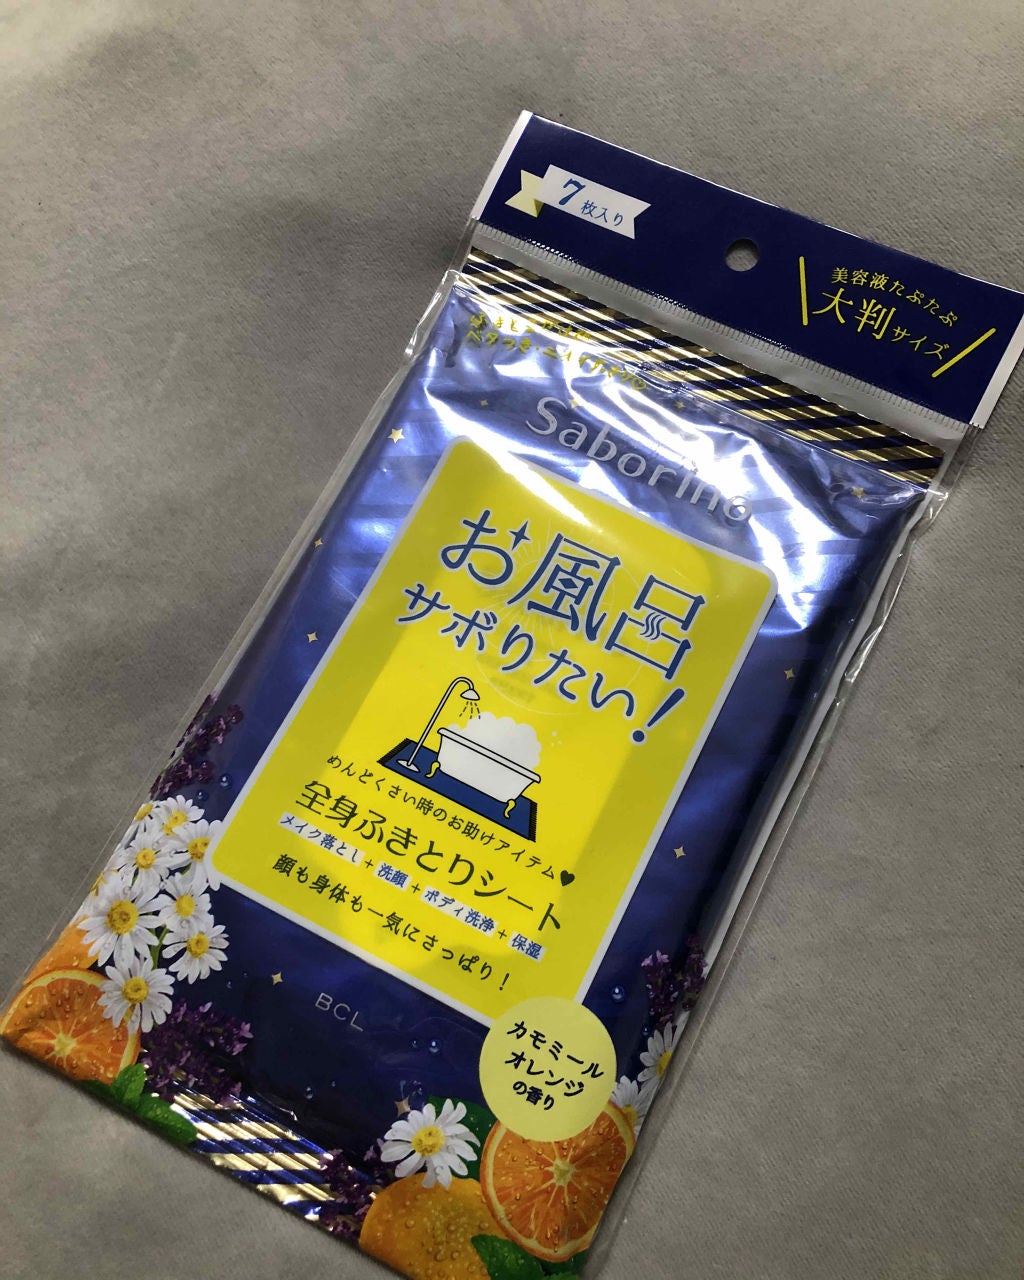 7枚入り
美容液たぷたぷ
大判サイズ
Saborino
お風呂
サボりたい!
めんどくさい時のお助けアイテム♥
全身ふきとりシート
メイク落とし+洗顔+ボディ洗浄+保湿
顔も身体も一気にさっぱり!
BCL
カモミール
オレンジ
の香り